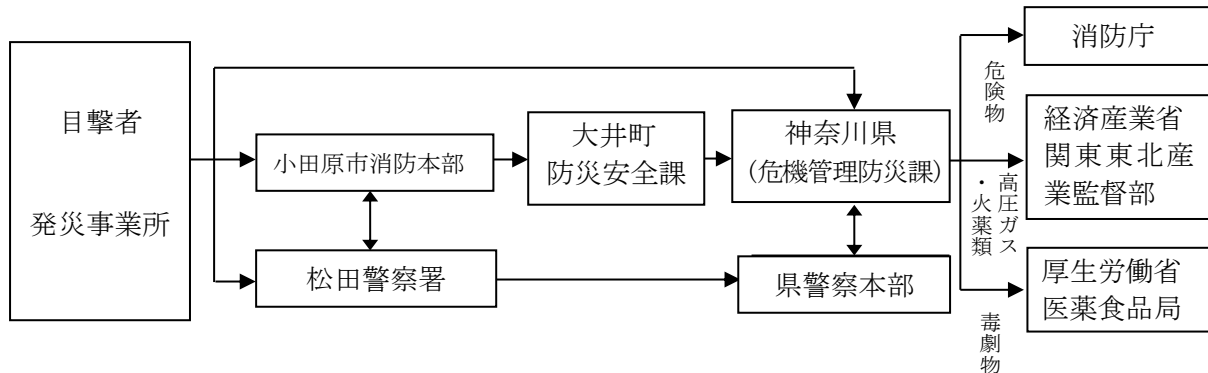 目撃者
発災事業所
小田原市消防本部
松田警察署
大井町
防災安全課
神奈川県
（危機管理防災課）
県警察本部
危険物
高圧ガス
・火薬類
毒劇物
消防庁
経済産業省
関東東北産
業監督部
厚生労働省
医薬食品局